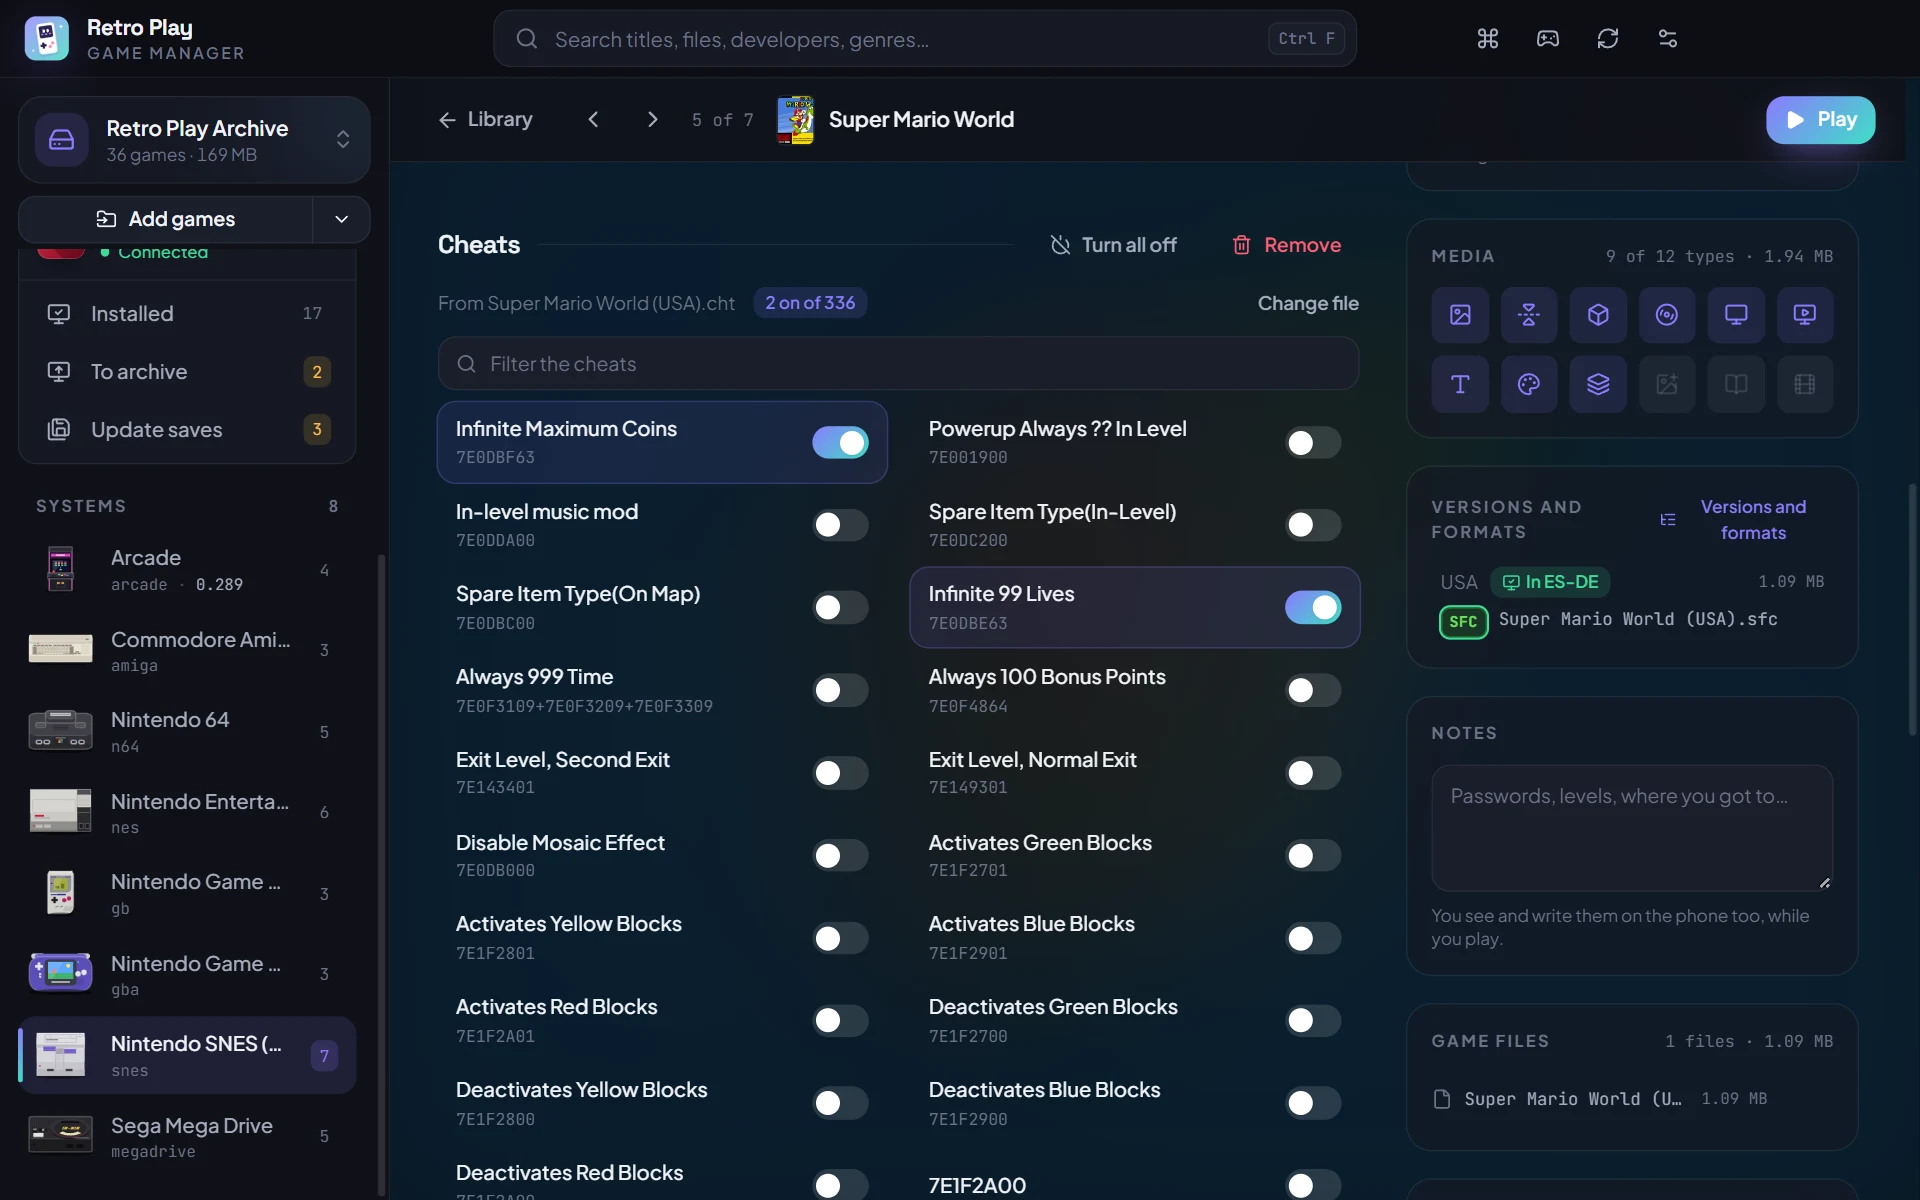 Retro Play
GAME MANAGER
Search titles, files, developers, genres...
Ctrl F
Retro Play Archive
36 games · 169 MB
Add games
Connected
Installed
17
To archive
2
Update saves
3
SYSTEMS
8
Arcade
arcade · 0.289
4
Commodore Ami...
amiga
3
Nintendo 64
n64
5
Nintendo Enterta...
nes
6
Nintendo Game ...
gb
3
Nintendo Game ...
gba
3
Nintendo SNES (...
snes
7
Sega Mega Drive
megadrive
5
Library
5 of 7
Super Mario World
Play
Cheats
Turn all off
Remove
From Super Mario World (USA).cht
2 on of 336
Change file
Filter the cheats
Infinite Maximum Coins
7E0DBF63
Powerup Always ?? In Level
7E001900
In-level music mod
7E0DDA00
Spare Item Type(In-Level)
7E0DC200
Spare Item Type(On Map)
7E0DBC00
Infinite 99 Lives
7E0DBE63
Always 999 Time
7E0F3109+7E0F3209+7E0F3309
Always 100 Bonus Points
7E0F4864
Exit Level, Second Exit
7E143401
Exit Level, Normal Exit
7E149301
Disable Mosaic Effect
7E0DB000
Activates Green Blocks
7E1F2701
Activates Yellow Blocks
7E1F2801
Activates Blue Blocks
7E1F2901
Activates Red Blocks
7E1F2A01
Deactivates Green Blocks
7E1F2700
Deactivates Yellow Blocks
7E1F2800
Deactivates Blue Blocks
7E1F2900
Deactivates Red Blocks
7E1F2A00
7E1F2A00
MEDIA
9 of 12 types · 1.94 MB
VERSIONS AND
FORMATS
Versions and
formats
USA
In ES-DE
1.09 MB
SFC
Super Mario World (USA).sfc
NOTES
Passwords, levels, where you got to...
You see and write them on the phone too, while
you play.
GAME FILES
1 files · 1.09 MB
Super Mario World (U...
1.09 MB